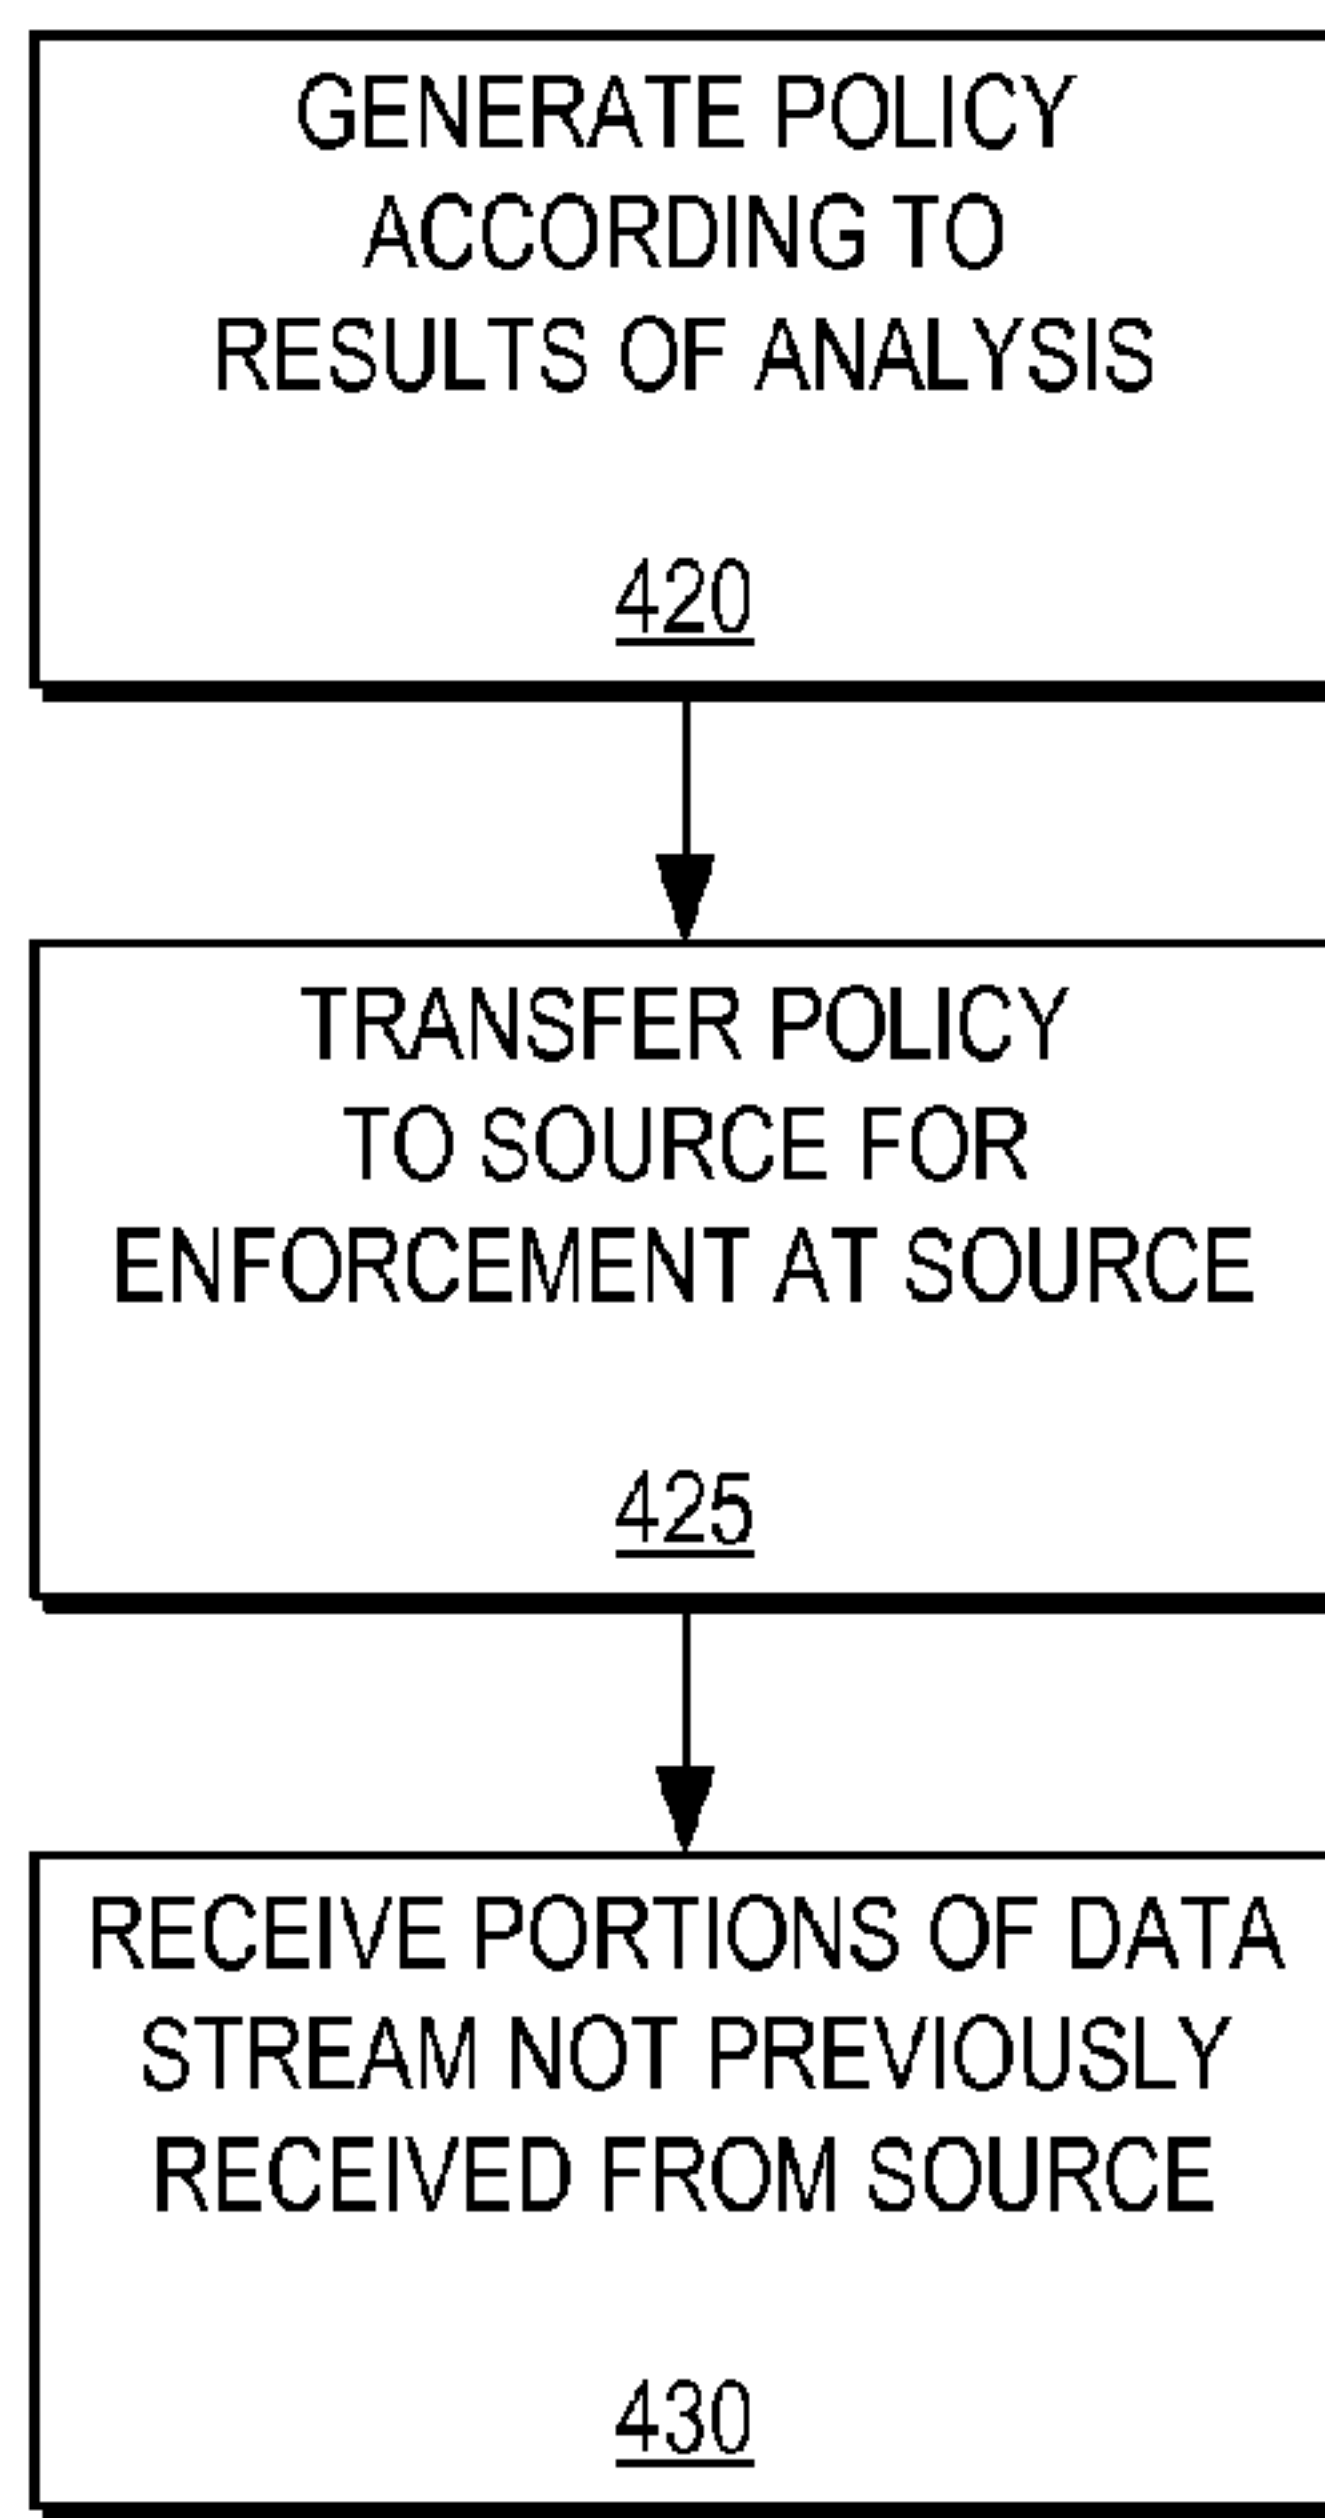 GENERATE POLICY
ACCORDING TO
RESULTS OF ANALYSIS
420
TRANSFER POLICY
TO SOURCE FOR
ENFORCEMENT AT SOURCE
425
RECEIVE PORTIONS OF DATA
STREAM NOT PREVIOUSLY
RECEIVED FROM SOURCE
430